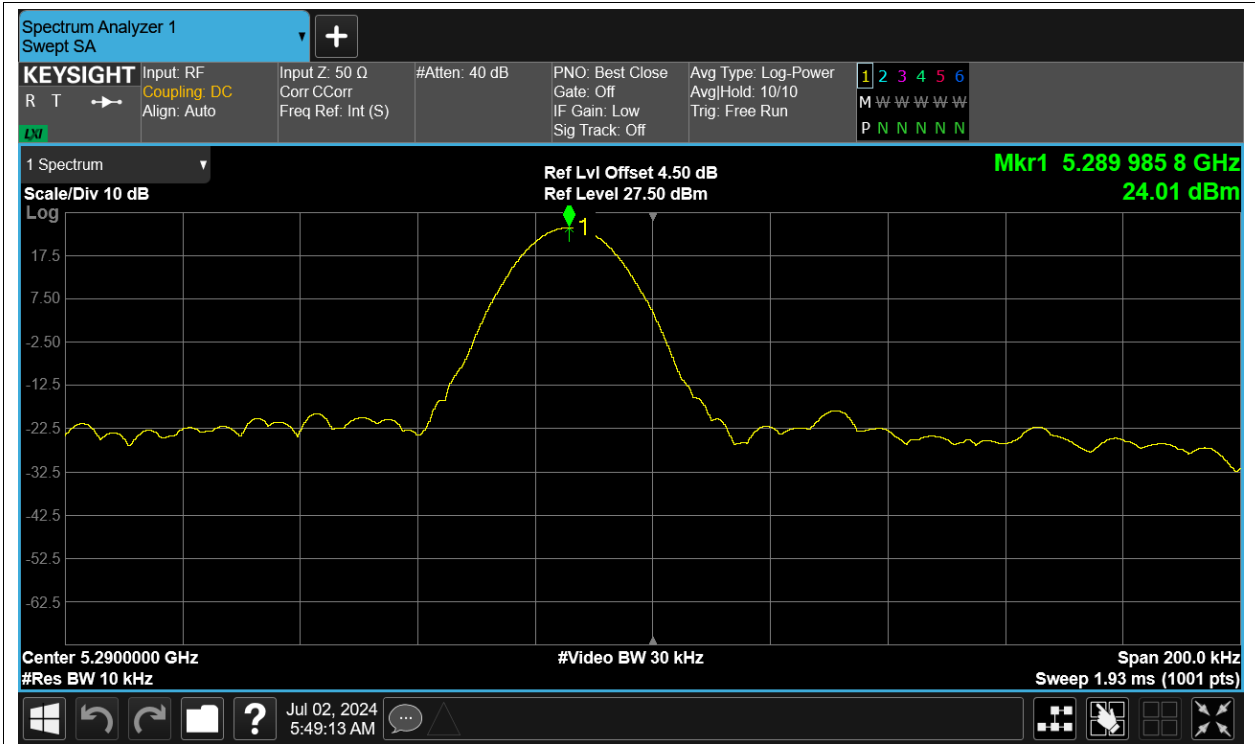 Spectrum Analyzer 1
Swept SA
KEYSIGHT
R T
LXI
Input: RF
Coupling: DC
Align: Auto
Input Z: 50 Ω
Corr CCorr
Freq Ref: Int (S)
#Atten: 40 dB
PNO: Best Close
Gate: Off
IF Gain: Low
Sig Track: Off
Avg Type: Log-Power
Avg|Hold: 10/10
Trig: Free Run
1 2 3 4 5 6
M W W W W W
P N N N N N
1 Spectrum
Scale/Div 10 dB
Log
Ref Lvl Offset 4.50 dB
Ref Level 27.50 dBm
Mkr1 5.289 985 8 GHz
24.01 dBm
1
17.5
7.50
-2.50
-12.5
-22.5
-32.5
-42.5
-52.5
-62.5
Center 5.2900000 GHz
#Res BW 10 kHz
#Video BW 30 kHz
Span 200.0 kHz
Sweep 1.93 ms (1001 pts)
?
Jul 02, 2024
5:49:13 AM